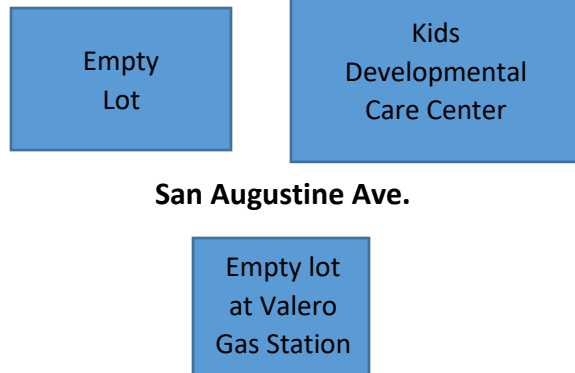 Empty
Lot
Kids
Developmental
Care Center
San Augustine Ave.
Empty lot
at Valero
Gas Station